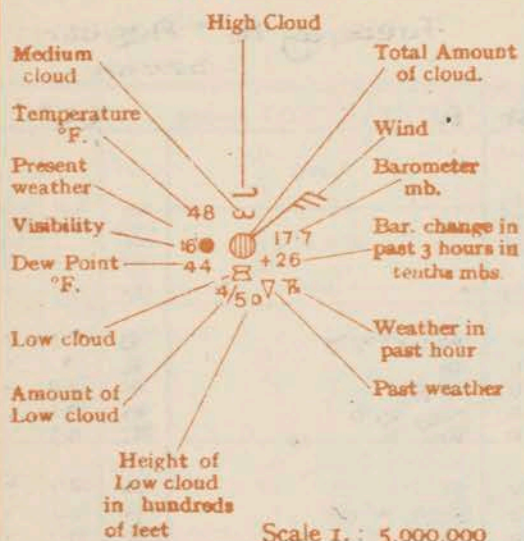 High Cloud
Medium
cloud
Total Amount
of cloud.
Temperature
°F.
Wind
Present
weather
Barometer
mb.
48
Visibility
16
17.7
Bar. change in
past 3 hours in
tenths mbs.
Dew Point
°F.
44
+26
4/50
Low cloud
Weather in
past hour
Amount of
Low cloud
Past weather
Height of
Low cloud
in hundreds
of feet
Scale 1. : 5,000,000